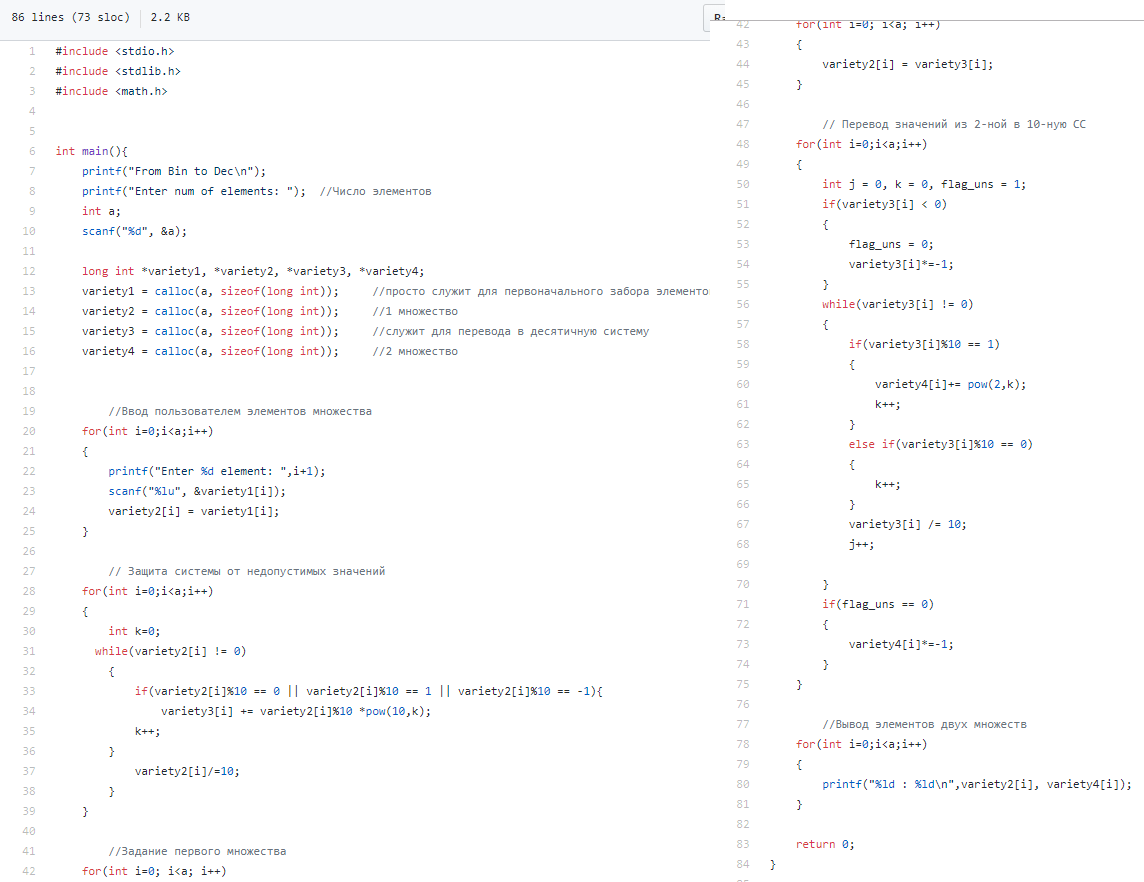 86 lines (73 sloc) 2.2 KB
1 #include <stdio.h>
2 #include <stdlib.h>
3 #include <math.h>
4
5
6 int main(){
7 printf("From Bin to Dec\n");
8 printf("Enter num of elements: "); //Число элементов
9 int a;
10 scanf("%d", &a);
11
12 long int *variety1, *variety2, *variety3, *variety4;
13 variety1 = calloc(a, sizeof(long int)); //просто служит для первоначального забора элементо
14 variety2 = calloc(a, sizeof(long int)); //1 множество
15 variety3 = calloc(a, sizeof(long int)); //служит для перевода в десятичную систему
16 variety4 = calloc(a, sizeof(long int)); //2 множество
17
18
19 //Ввод пользователем элементов множества
20 for(int i=0;i<a;i++)
21 {
22 printf("Enter %d element: ",i+1);
23 scanf("%lu", &variety1[i]);
24 variety2[i] = variety1[i];
25 }
26
27 // Защита системы от недопустимых значений
28 for(int i=0;i<a;i++)
29 {
30 int k=0;
31 while(variety2[i] != 0)
32 {
33 if(variety2[i]%10 == 0 || variety2[i]%10 == 1 || variety2[i]%10 == -1){
34 variety3[i] += variety2[i]%10 *pow(10,k);
35 k++;
36 }
37 variety2[i]/=10;
38 }
39 }
40
41 //Задание первого множества
42 for(int i=0; i<a; i++)
42 for(int i=0; i<a; i++)
43 {
44 variety2[i] = variety3[i];
45 }
46
47 // Перевод значений из 2-ной в 10-ную СС
48 for(int i=0;i<a;i++)
49 {
50 int j = 0, k = 0, flag_uns = 1;
51 if(variety3[i] < 0)
52 {
53 flag_uns = 0;
54 variety3[i]*=-1;
55 }
56 while(variety3[i] != 0)
57 {
58 if(variety3[i]%10 == 1)
59 {
60 variety4[i]+= pow(2,k);
61 k++;
62 }
63 else if(variety3[i]%10 == 0)
64 {
65 k++;
66 }
67 variety3[i] /= 10;
68 j++;
69
70 }
71 if(flag_uns == 0)
72 {
73 variety4[i]*=-1;
74 }
75 }
76
77 //Вывод элементов двух множеств
78 for(int i=0;i<a;i++)
79 {
80 printf("%ld : %ld\n",variety2[i], variety4[i]);
81 }
82
83 return 0;
84 }